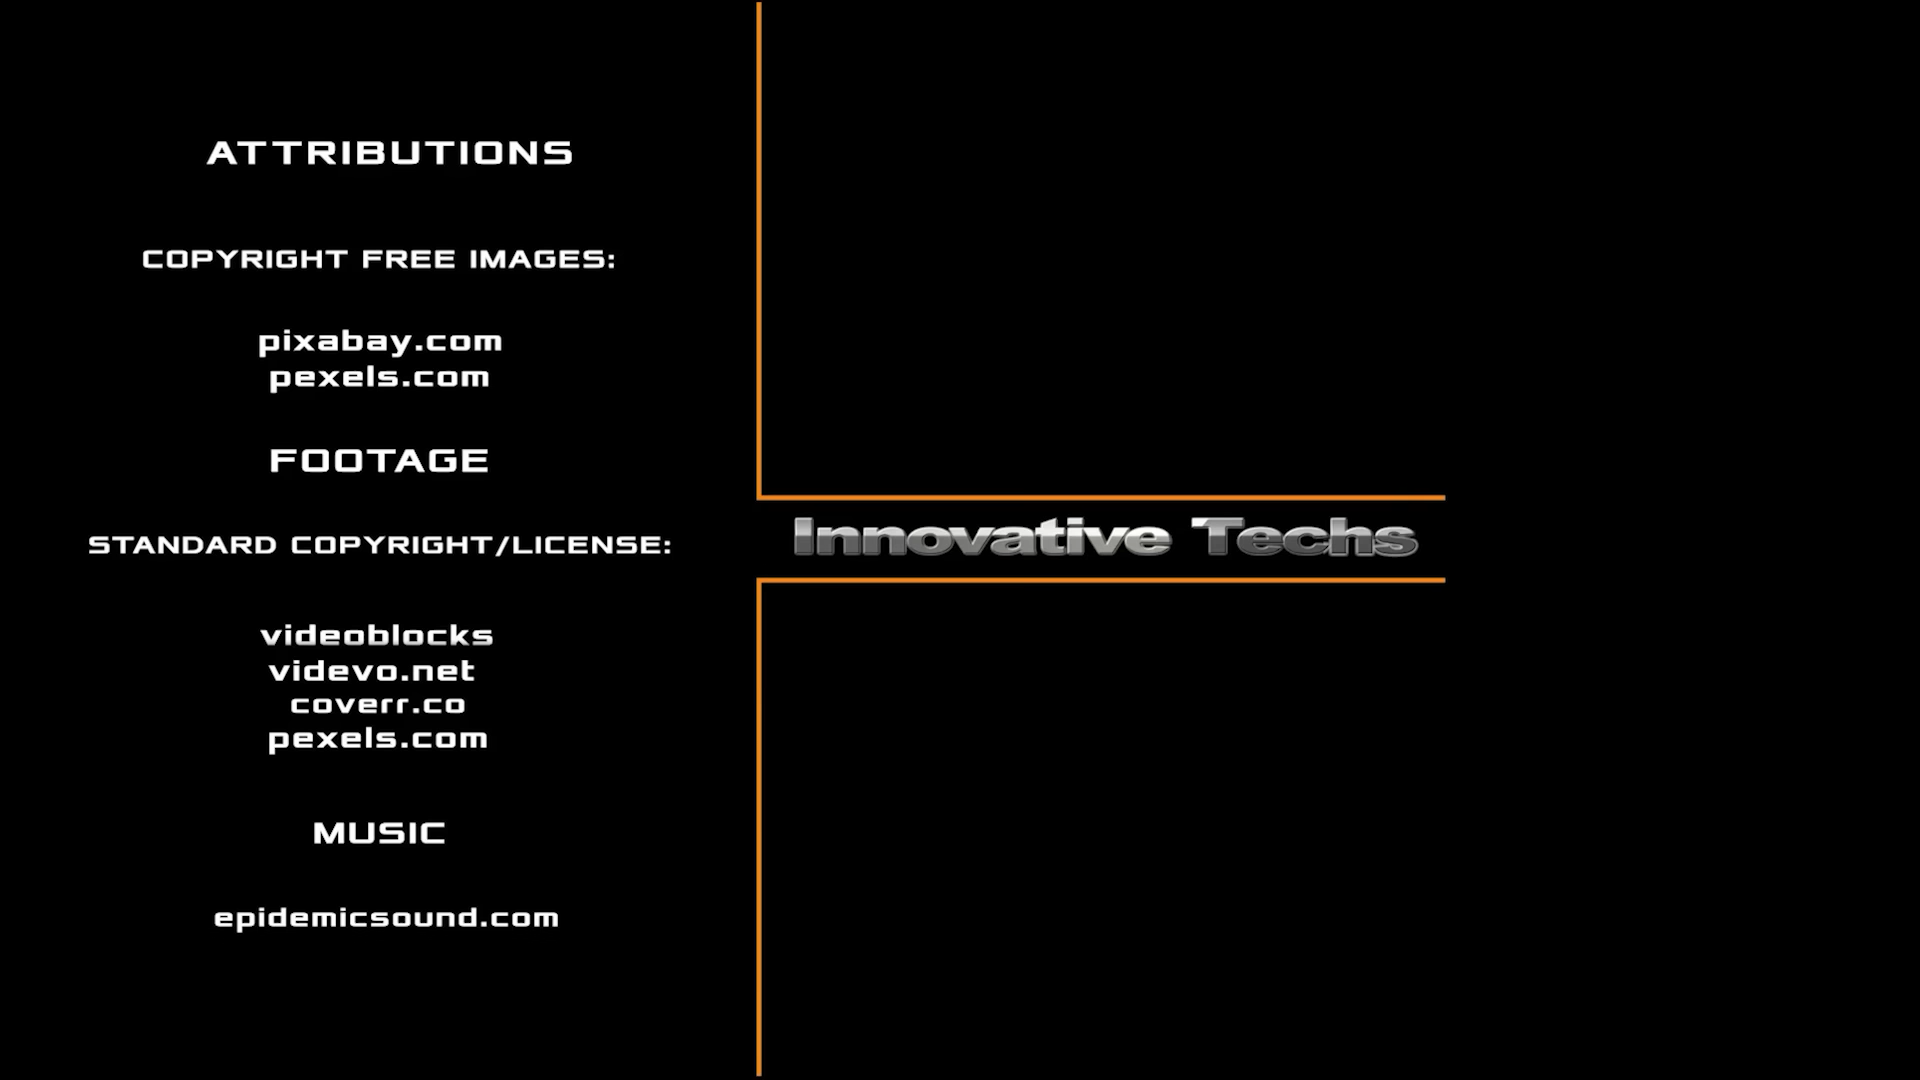 ATTRIBUTIONS
COPYRIGHT FREE IMAGES:
pixabay.com
pexels.com
FOOTAGE
STANDARD COPYRIGHT/LICENSE:
videoblocks
videvo.net
coverr.co
pexels.com
MUSIC
epidemicsound.com
Innovative Techs